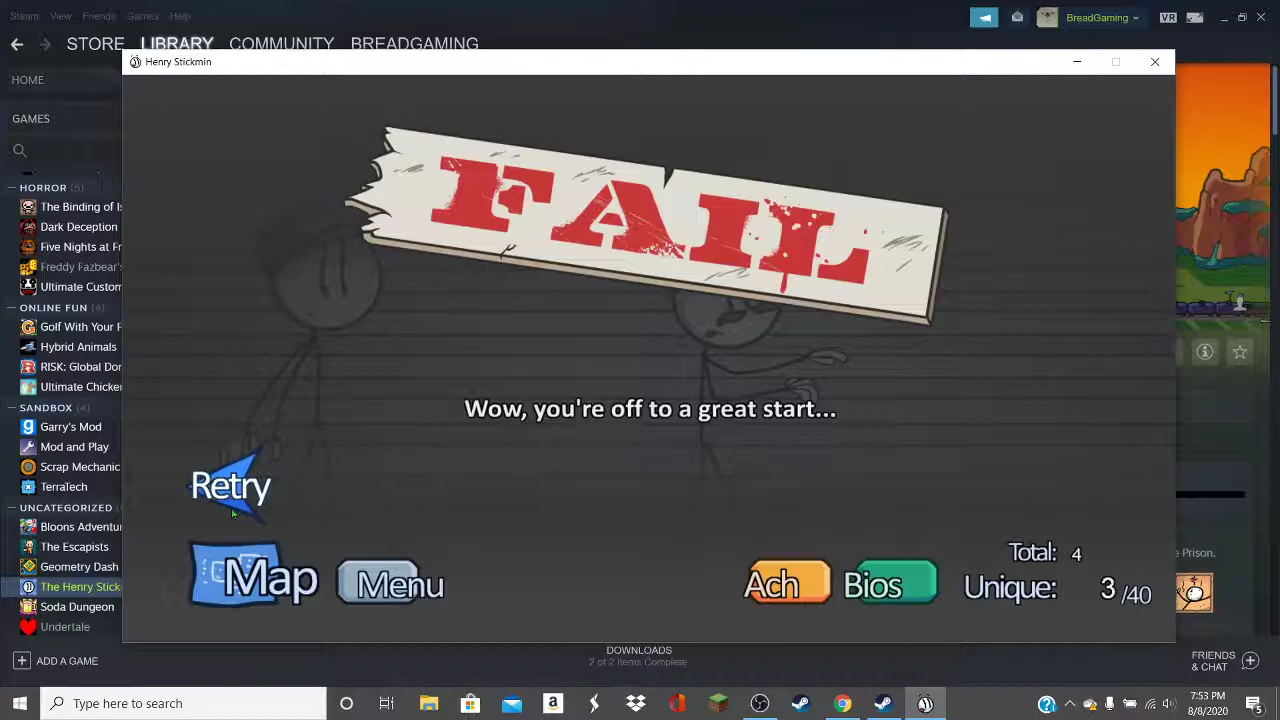 Steam View Friends Games Help
BreadGaming
VR
STORE LIBRARY COMMUNITY BREADGAMING
Henry Stickmin
HOME
GAMES
HORROR (5)
The Binding of Is
Dark Deception
Five Nights at Fr
Freddy Fazbear's
Ultimate Custom
ONLINE FUN (4)
Golf With Your F
Hybrid Animals
RISK: Global Dor
Ultimate Chicken
SANDBOX (4)
Garry's Mod
Mod and Play
Scrap Mechanic
TerraTech
UNCATEGORIZED
Bloons Adventu
The Escapists
Geometry Dash
The Henry Stick
Soda Dungeon
Undertale
ADD A GAME
FAIL
Wow, you're off to a great start...
Retry
Map
Menu
Ach
Bios
Total: 4
Unique: 3 /40
e Prison.
DOWNLOADS
2 of 2 Items Complete
FRIENDS
& CHAT
Type here to search
7:53 PM
8/8/2020